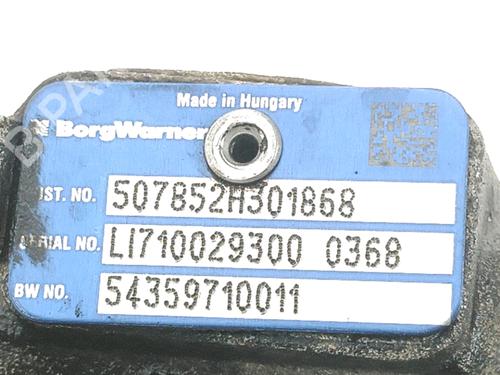 Made in Hungary
BorgWarner
UST. NO. 507852H301868
SERIAL NO. LI710029300 0368
BW NO. 54359710011